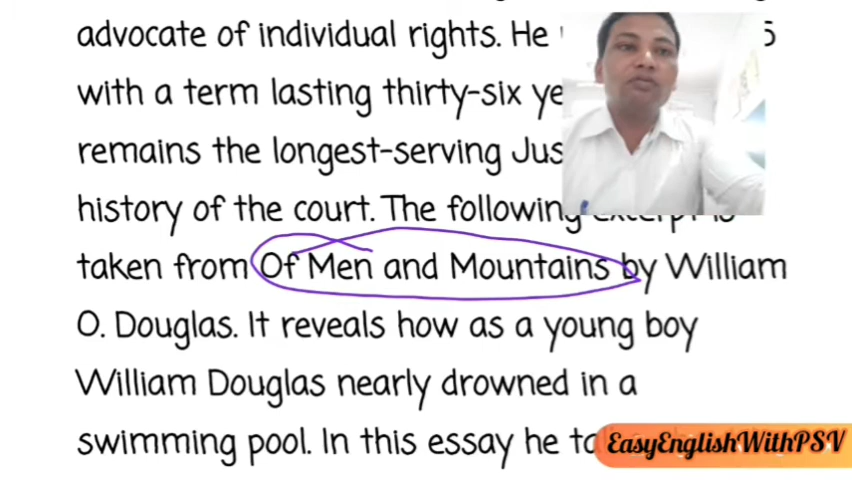 advocate of individual rights. He
with a term lasting thirty-six ye
remains the longest-serving Jus
history of the court. The following
taken from Of Men and Mountains by William
O. Douglas. It reveals how as a young boy
William Douglas nearly drowned in a
swimming pool. In this essay he
EasyEnglishWithPSV